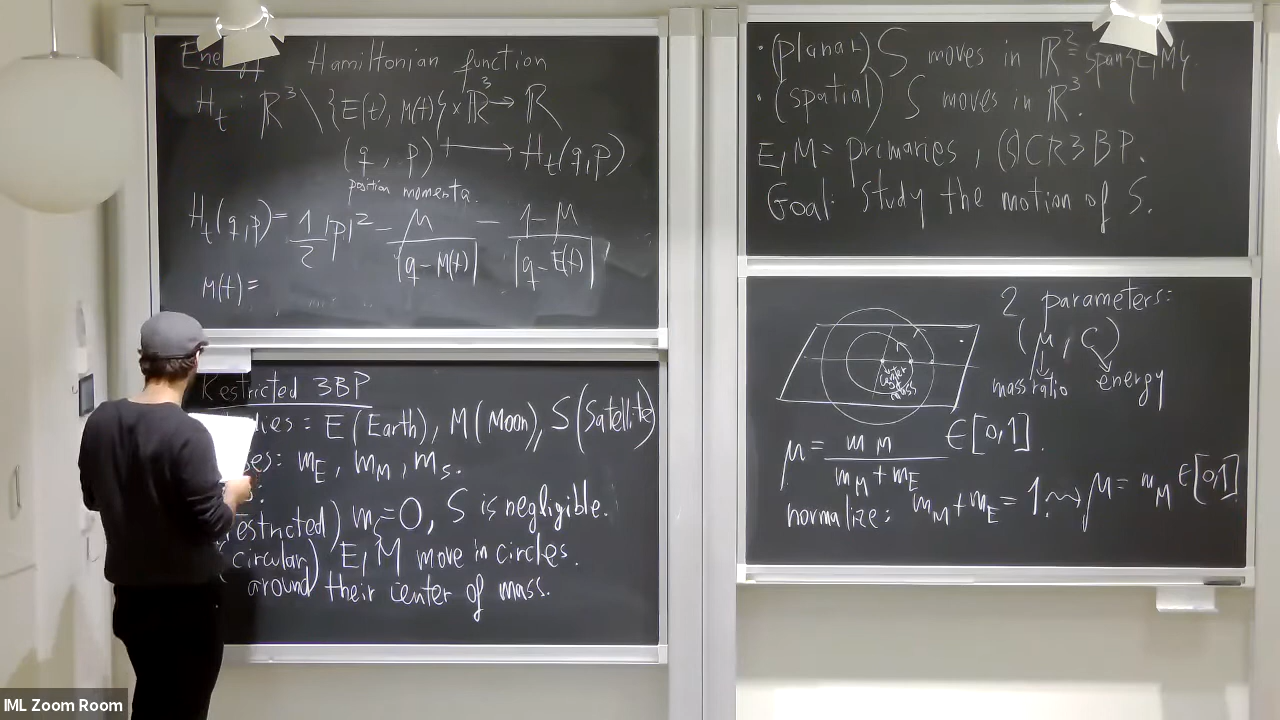 Energy Hamiltonian function
H_t : ℝ³ \ {E(t), M(t)} × ℝ³ → ℝ
(q, p) ⟼ H_t(q,p)
position momenta.
H_t(q,p) = 1/2 |p|² - μ/|q - M(t)| - 1-μ/|q - E(t)|
M(t) =
Restricted 3BP
dies = E (Earth), M (Moon), S (Satellite)
ses: m_E, m_M, m_S.
s:
restricted) m_S = 0, S is negligible.
(circular) E, M move in circles.
around their center of mass.
• (planar) S moves in ℝ² = span{E, M}.
• (spatial) S moves in ℝ³.
E, M = primaries, (S)CR3BP.
Goal: Study the motion of S.
2 parameters:
(μ, c)
mass ratio energy
center of mass
μ = m_M / m_M + m_E ∈ [0,1].
normalize: m_M + m_E = 1. ⇝ μ = m_M ∈ [0,1]
IML Zoom Room